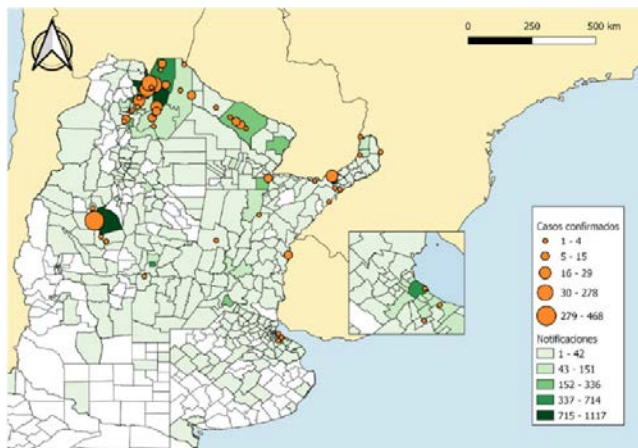 0 250 500 km
Casos confirmados
1 - 4
5 - 15
16 - 29
30 - 278
279 - 468
Notificaciones
1 - 42
43 - 151
152 - 336
337 - 714
715 - 1117